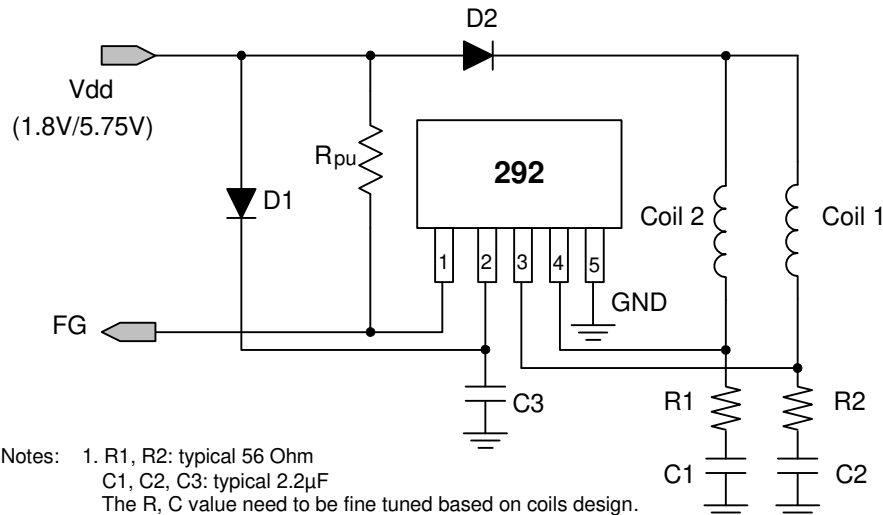 D2
Vdd
(1.8V/5.75V)
Rpu
292
D1
Coil 2
Coil 1
1
2
3
4
5
GND
FG
C3
R1
R2
C1
C2
Notes: 1. R1, R2: typical 56 Ohm
C1, C2, C3: typical 2.2µF
The R, C value need to be fine tuned based on coils design.